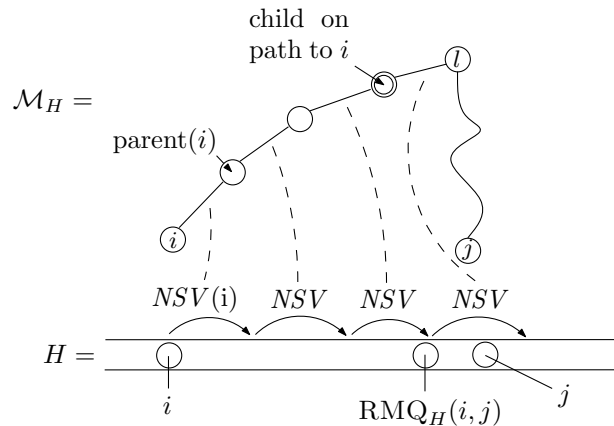 child on
path to i
l
M_H =
parent(i)
i
j
NSV(i) NSV NSV NSV
H =
i
RMQ_H(i, j)
j